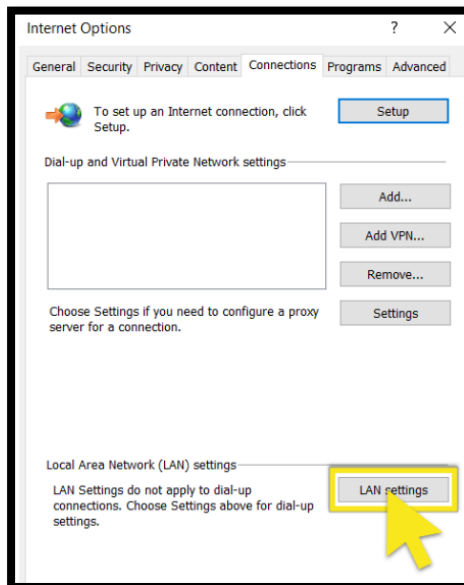 Internet Options ?
General Security Privacy Content Connections Programs Advanced
To set up an Internet connection, click
Setup.
Setup
Dial-up and Virtual Private Network settings
Add...
Add VPN...
Remove...
Choose Settings if you need to configure a proxy
server for a connection.
Settings
Local Area Network (LAN) settings
LAN Settings do not apply to dial-up
connections. Choose Settings above for dial-up
settings.
LAN settings